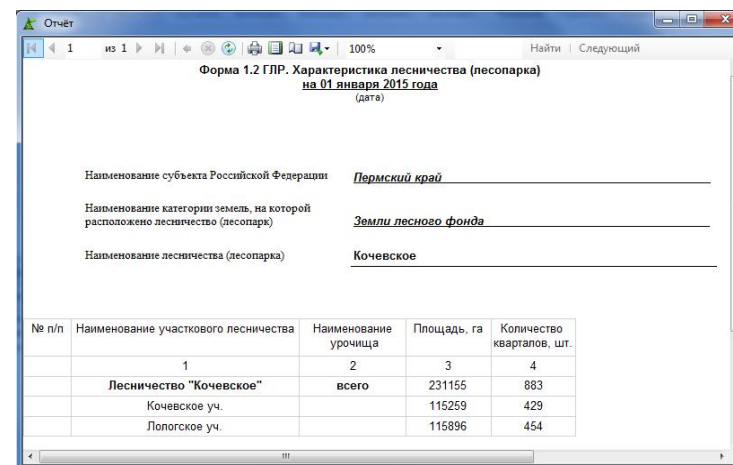 Отчёт
1 из 1 100% Найти Следующий
Форма 1.2 ГЛР. Характеристика лесничества (лесопарка)
на 01 января 2015 года
(дата)
Наименование субъекта Российской Федерации Пермский край
Наименование категории земель, на которой
расположено лесничество (лесопарк) Земли лесного фонда
Наименование лесничества (лесопарка) Кочевское
№ п/п Наименование участкового лесничества Наименование Площадь, га Количество
урочища кварталов, шт.
1 2 3 4
Лесничество "Кочевское" всего 231155 883
Кочевское уч. 115259 429
Лологское уч. 115896 454